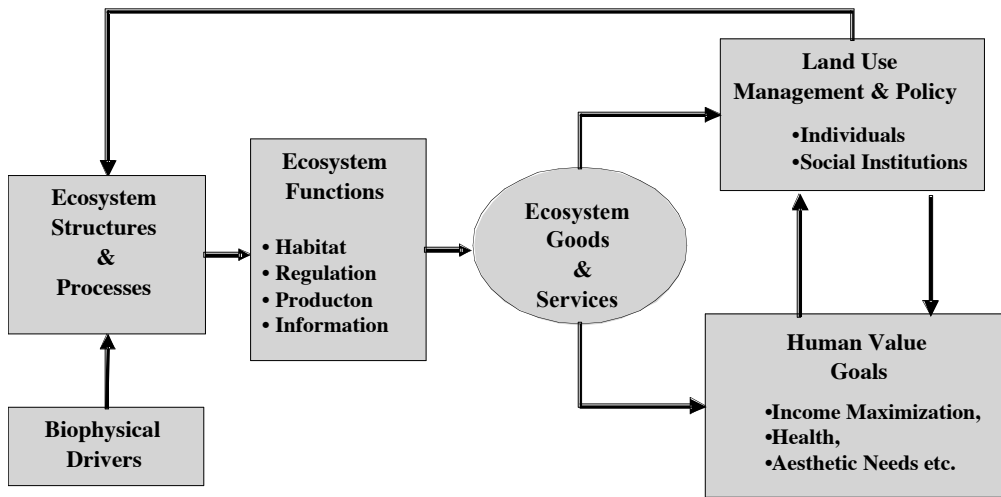 Ecosystem
Structures
&
Processes
Biophysical
Drivers
Ecosystem
Functions
• Habitat
• Regulation
• Producton
• Information
Ecosystem
Goods
&
Services
Land Use
Management & Policy
•Individuals
•Social Institutions
Human Value
Goals
•Income Maximization,
•Health,
•Aesthetic Needs etc.